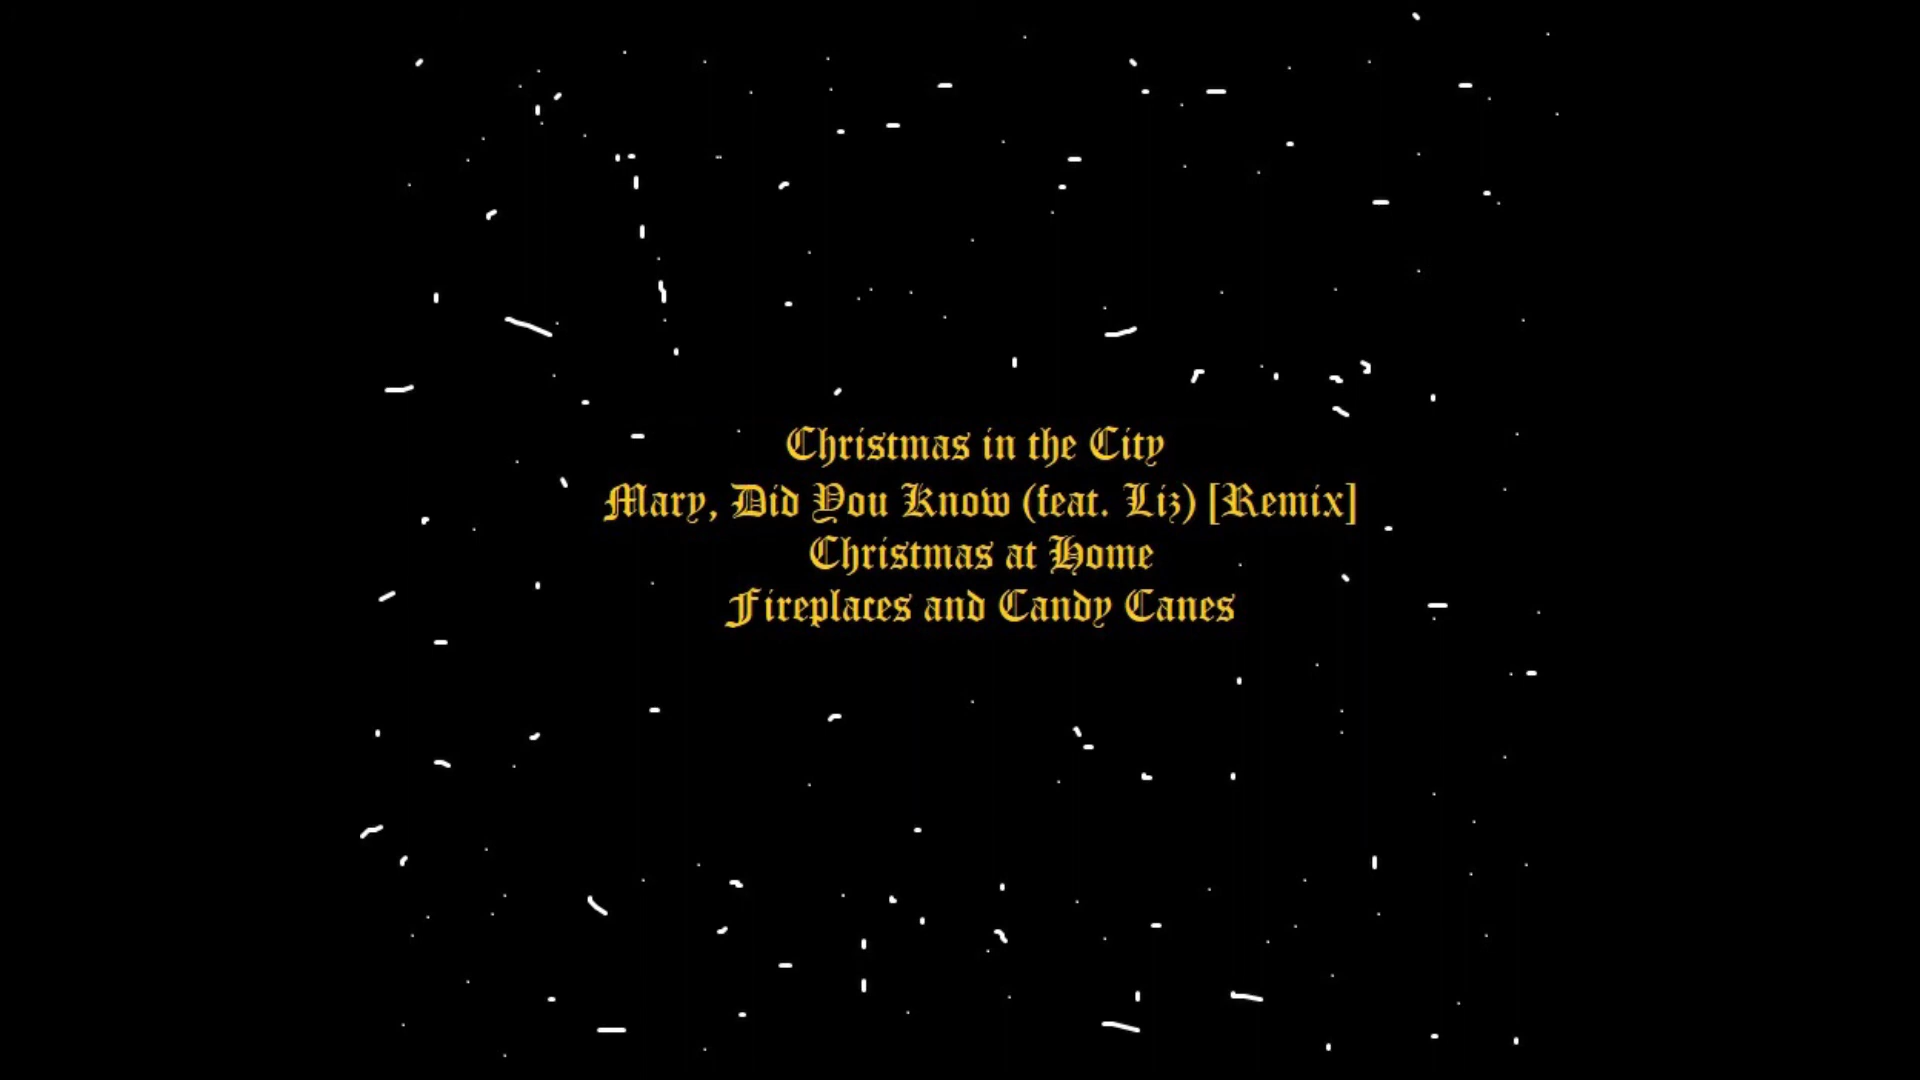 Christmas in the City
Mary, Did You Know (feat. Liz) [Remix]
Christmas at Home
Fireplaces and Candy Canes